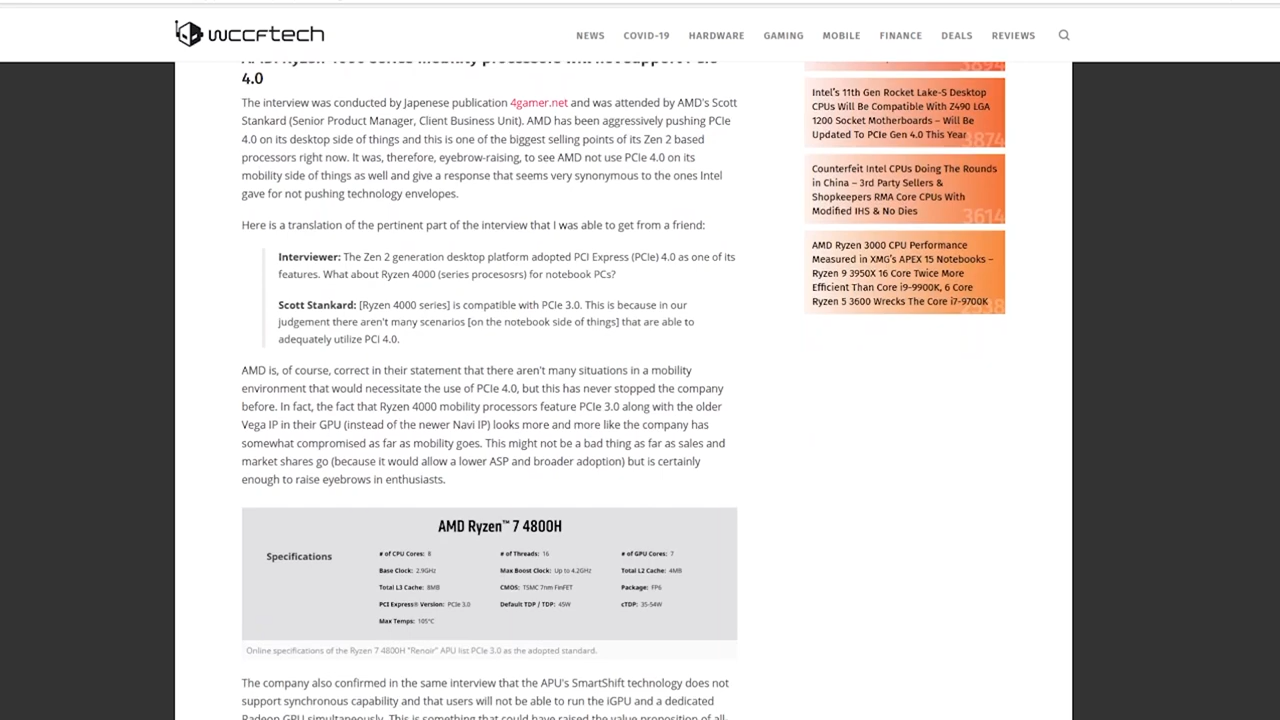 wccftech
NEWS COVID-19 HARDWARE GAMING MOBILE FINANCE DEALS REVIEWS
4.0
The interview was conducted by Japenese publication 4gamer.net and was attended by AMD's Scott
Stankard (Senior Product Manager, Client Business Unit). AMD has been aggressively pushing PCIe
4.0 on its desktop side of things and this is one of the biggest selling points of its Zen 2 based
processors right now. It was, therefore, eyebrow-raising, to see AMD not use PCIe 4.0 on its
mobility side of things as well and give a response that seems very synonymous to the ones Intel
gave for not pushing technology envelopes.
Here is a translation of the pertinent part of the interview that I was able to get from a friend:
Interviewer: The Zen 2 generation desktop platform adopted PCI Express (PCIe) 4.0 as one of its
features. What about Ryzen 4000 (series procesosrs) for notebook PCs?
Scott Stankard: [Ryzen 4000 series] is compatible with PCIe 3.0. This is because in our
judgement there aren't many scenarios [on the notebook side of things] that are able to
adequately utilize PCI 4.0.
AMD is, of course, correct in their statement that there aren't many situations in a mobility
environment that would necessitate the use of PCIe 4.0, but this has never stopped the company
before. In fact, the fact that Ryzen 4000 mobility processors feature PCIe 3.0 along with the older
Vega IP in their GPU (instead of the newer Navi IP) looks more and more like the company has
somewhat compromised as far as mobility goes. This might not be a bad thing as far as sales and
market shares go (because it would allow a lower ASP and broader adoption) but is certainly
enough to raise eyebrows in enthusiasts.
AMD Ryzen™ 7 4800H
Specifications
# of CPU Cores: 8 # of Threads: 16 # of GPU Cores: 7
Base Clock: 2.9GHz Max Boost Clock: Up to 4.2GHz Total L2 Cache: 4MB
Total L3 Cache: 8MB CMOS: TSMC 7nm FinFET Package: FP6
PCI Express® Version: PCIe 3.0 Default TDP / TDP: 45W cTDP: 35-54W
Max Temps: 105°C
Online specifications of the Ryzen 7 4800H "Renoir" APU list PCIe 3.0 as the adopted standard.
The company also confirmed in the same interview that the APU's SmartShift technology does not
support synchronous capability and that users will not be able to run the iGPU and a dedicated
Radeon GPU simultaneously. This is something that could have raised the value proposition of all-
3894
Intel's 11th Gen Rocket Lake-S Desktop
CPUs Will Be Compatible With Z490 LGA
1200 Socket Motherboards – Will Be
Updated To PCIe Gen 4.0 This Year
3874
Counterfeit Intel CPUs Doing The Rounds
in China – 3rd Party Sellers &
Shopkeepers RMA Core CPUs With
Modified IHS & No Dies
3614
AMD Ryzen 3000 CPU Performance
Measured in XMG's APEX 15 Notebooks –
Ryzen 9 3950X 16 Core Twice More
Efficient Than Core i9-9900K, 6 Core
Ryzen 5 3600 Wrecks The Core i7-9700K